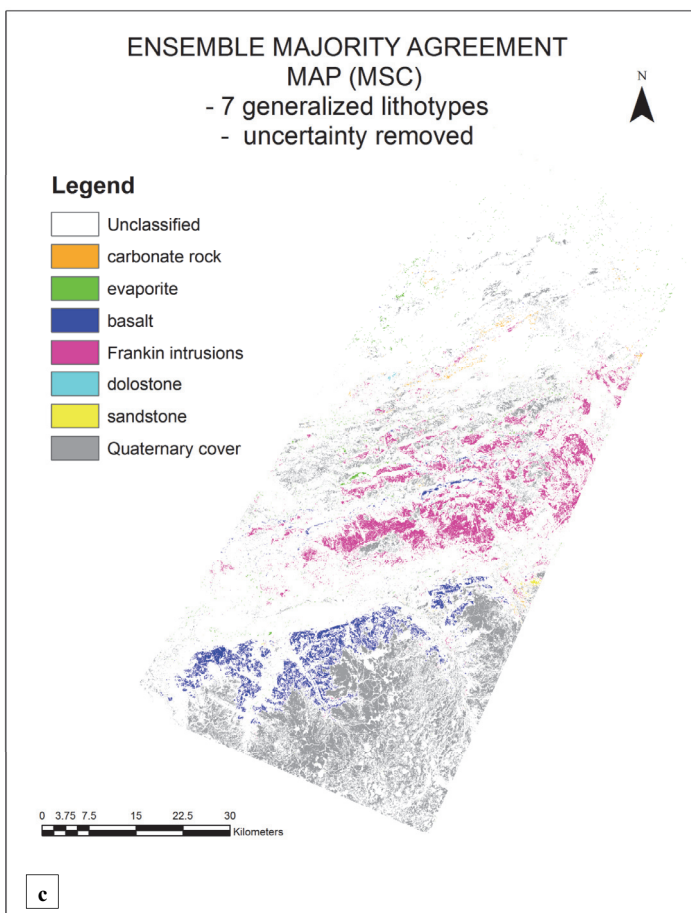 ENSEMBLE MAJORITY AGREEMENT
MAP (MSC)
- 7 generalized lithotypes
- uncertainty removed
N
Legend
Unclassified
carbonate rock
evaporite
basalt
Frankin intrusions
dolostone
sandstone
Quaternary cover
0 3.75 7.5 15 22.5 30
Kilometers
c